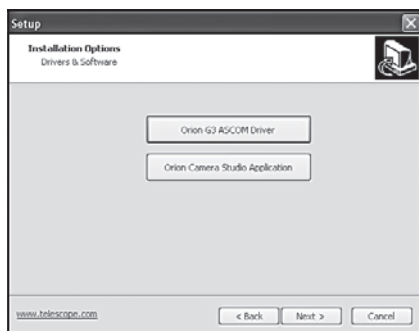 Setup
Installation Options
Drivers & Software
Orion G3 ASCOM Driver
Orion Camera Studio Application
www.telescope.com
< Back Next > Cancel